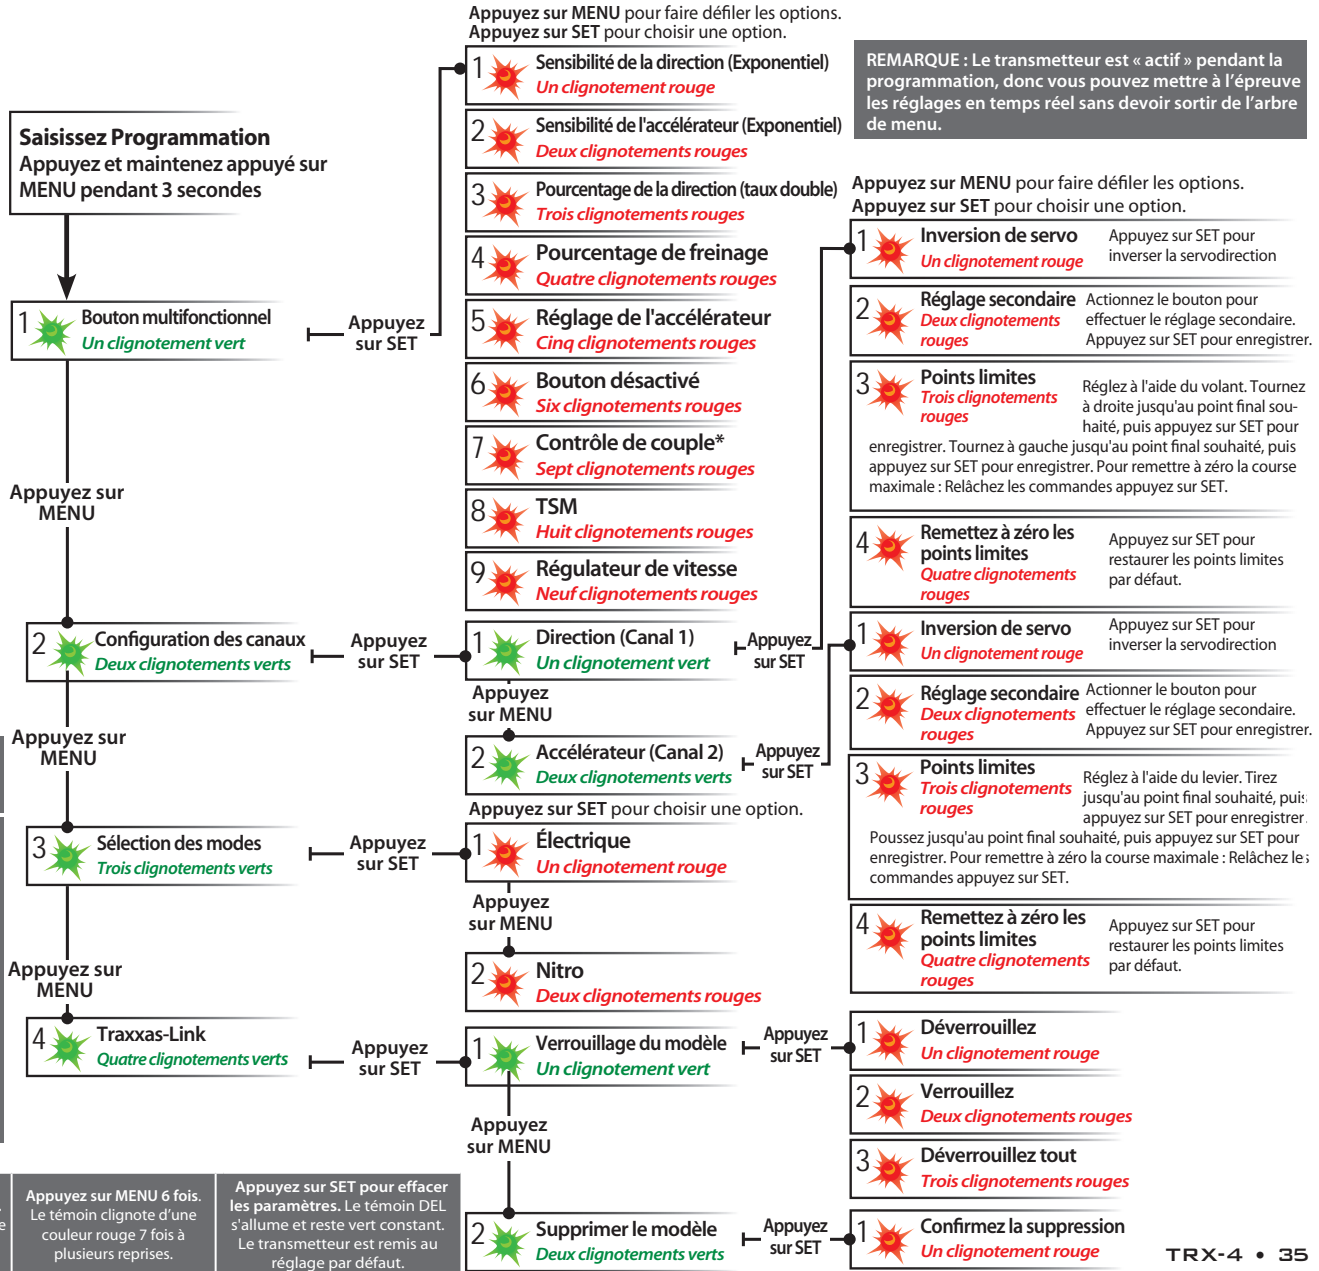 Appuyez sur MENU pour faire défiler les options.
Appuyez sur SET pour choisir une option.
REMARQUE : Le transmetteur est « actif » pendant la
programmation, donc vous pouvez mettre à l'épreuve
les réglages en temps réel sans devoir sortir de l'arbre
de menu.
Saisissez Programmation
Appuyez et maintenez appuyé sur
MENU pendant 3 secondes
1 Bouton multifonctionnel
Un clignotement vert
Appuyez
sur SET
1 Sensibilité de la direction (Exponentiel)
Un clignotement rouge
2 Sensibilité de l'accélérateur (Exponentiel)
Deux clignotements rouges
3 Pourcentage de la direction (taux double)
Trois clignotements rouges
4 Pourcentage de freinage
Quatre clignotements rouges
5 Réglage de l'accélérateur
Cinq clignotements rouges
6 Bouton désactivé
Six clignotements rouges
7 Contrôle de couple*
Sept clignotements rouges
8 TSM
Huit clignotements rouges
9 Régulateur de vitesse
Neuf clignotements rouges
Appuyez sur
MENU
2 Configuration des canaux
Deux clignotements verts
Appuyez
sur SET
1 Direction (Canal 1)
Un clignotement vert
Appuyez
sur SET
Appuyez
sur MENU
2 Accélérateur (Canal 2)
Deux clignotements verts
Appuyez
sur SET
Appuyez sur MENU pour faire défiler les options.
Appuyez sur SET pour choisir une option.
1 Inversion de servo
Un clignotement rouge
Appuyez sur SET pour
inverser la servodirection
2 Réglage secondaire
Deux clignotements
rouges
Actionnez le bouton pour
effectuer le réglage secondaire.
Appuyez sur SET pour enregistrer.
3 Points limites
Trois clignotements
rouges
Réglez à l'aide du volant. Tournez
à droite jusqu'au point final sou-
haité, puis appuyez sur SET pour
enregistrer. Tournez à gauche jusqu'au point final souhaité, puis
appuyez sur SET pour enregistrer. Pour remettre à zéro la course
maximale : Relâchez les commandes appuyez sur SET.
4 Remettez à zéro les
points limites
Quatre clignotements
rouges
Appuyez sur SET pour
restaurer les points limites
par défaut.
1 Inversion de servo
Un clignotement rouge
Appuyez sur SET pour
inverser la servodirection
2 Réglage secondaire
Deux clignotements
rouges
Actionner le bouton pour
effectuer le réglage secondaire.
Appuyez sur SET pour enregistrer.
3 Points limites
Trois clignotements
rouges
Réglez à l'aide du levier. Tirez
jusqu'au point final souhaité, puis
appuyez sur SET pour enregistrer.
Poussez jusqu'au point final souhaité, puis appuyez sur SET pour
enregistrer. Pour remettre à zéro la course maximale : Relâchez les
commandes appuyez sur SET.
4 Remettez à zéro les
points limites
Quatre clignotements
rouges
Appuyez sur SET pour
restaurer les points limites
par défaut.
Appuyez sur
MENU
3 Sélection des modes
Trois clignotements verts
Appuyez
sur SET
Appuyez sur SET pour choisir une option.
1 Électrique
Un clignotement rouge
Appuyez
sur MENU
2 Nitro
Deux clignotements rouges
Appuyez sur
MENU
4 Traxxas-Link
Quatre clignotements verts
Appuyez
sur SET
1 Verrouillage du modèle
Un clignotement vert
Appuyez
sur SET
1 Déverrouillez
Un clignotement rouge
2 Verrouillez
Deux clignotements rouges
3 Déverrouillez tout
Trois clignotements rouges
Appuyez
sur MENU
2 Supprimer le modèle
Deux clignotements verts
Appuyez
sur SET
1 Confirmez la suppression
Un clignotement rouge
Appuyez sur MENU 6 fois.
Le témoin clignote d'une
couleur rouge 7 fois à
plusieurs reprises.
Appuyez sur SET pour effacer
les paramètres. Le témoin DEL
s'allume et reste vert constant.
Le transmetteur est remis au
réglage par défaut.
TRX-4 • 35